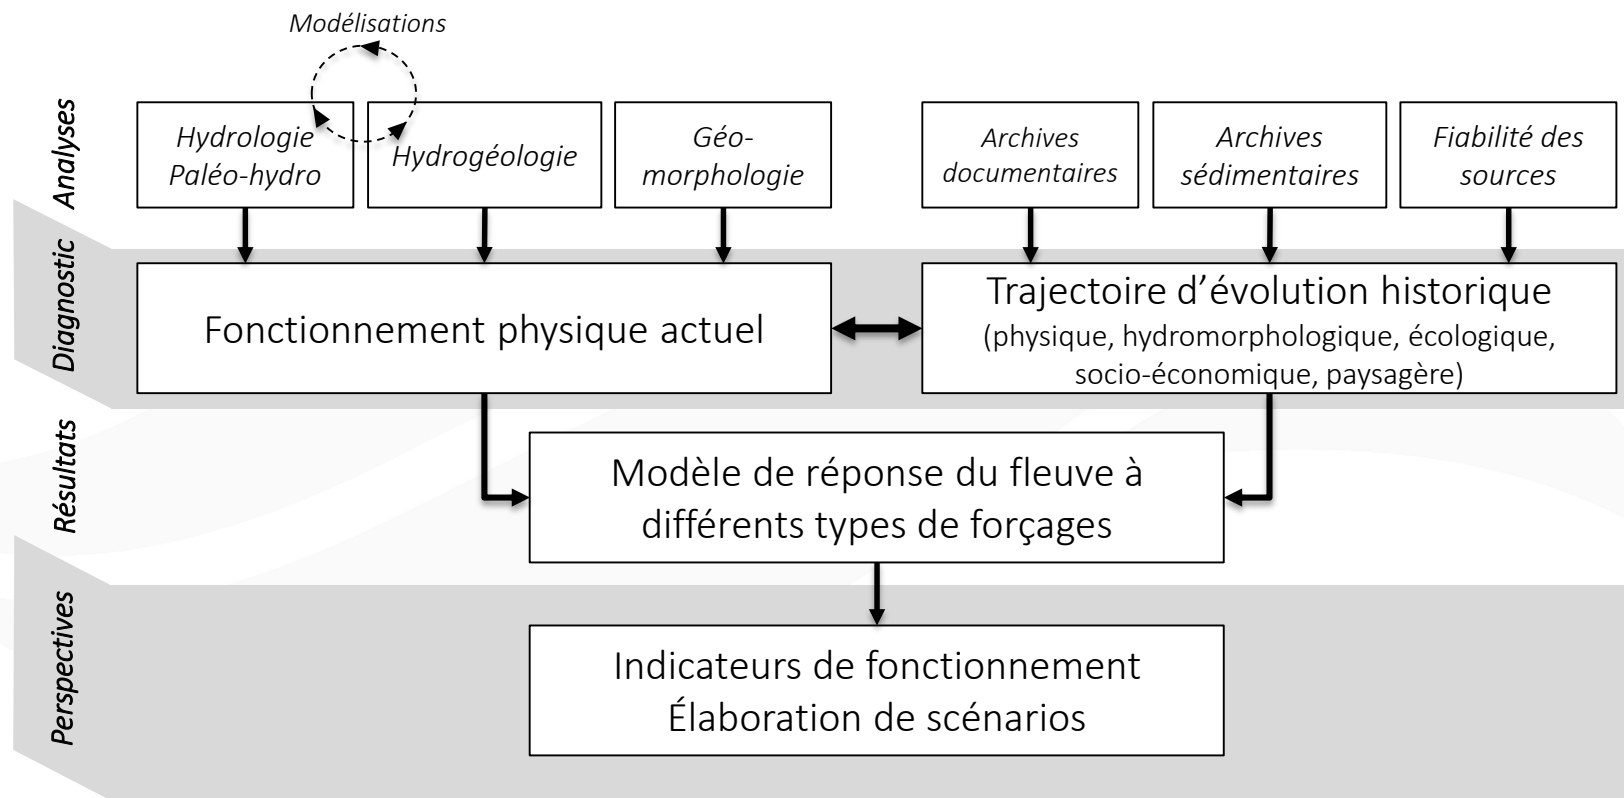 Modélisations
Analyses
Hydrologie
Paléo-hydro
Hydrogéologie
Géo-
morphologie
Archives
documentaires
Archives
sédimentaires
Fiabilité des
sources
Diagnostic
Fonctionnement physique actuel
Trajectoire d’évolution historique
(physique, hydromorphologique, écologique,
socio-économique, paysagère)
Résultats
Modèle de réponse du fleuve à
différents types de forçages
Perspectives
Indicateurs de fonctionnement
Élaboration de scénarios